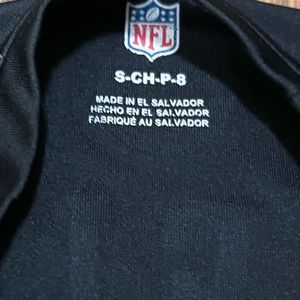 NFL
S-CH-P-8
MADE IN EL SALVADOR
HECHO EN EL SALVADOR
FABRIQUÉ AU SALVADOR